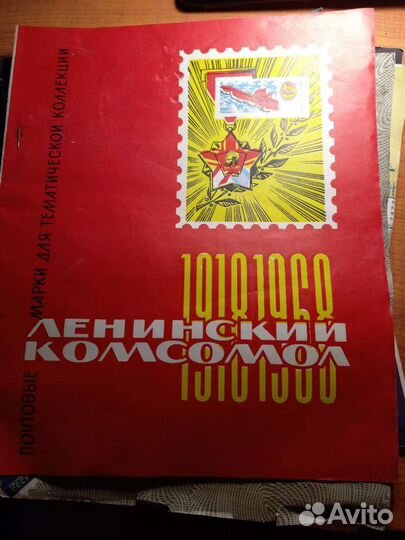 ПОЧТОВЫЕ МАРКИ ДЛЯ ТЕМАТИЧЕСКОЙ КОЛЛЕКЦИИ
1918 1968
ЛЕНИНСКИЙ
КОМСОМОЛ
1918 1968
Avito